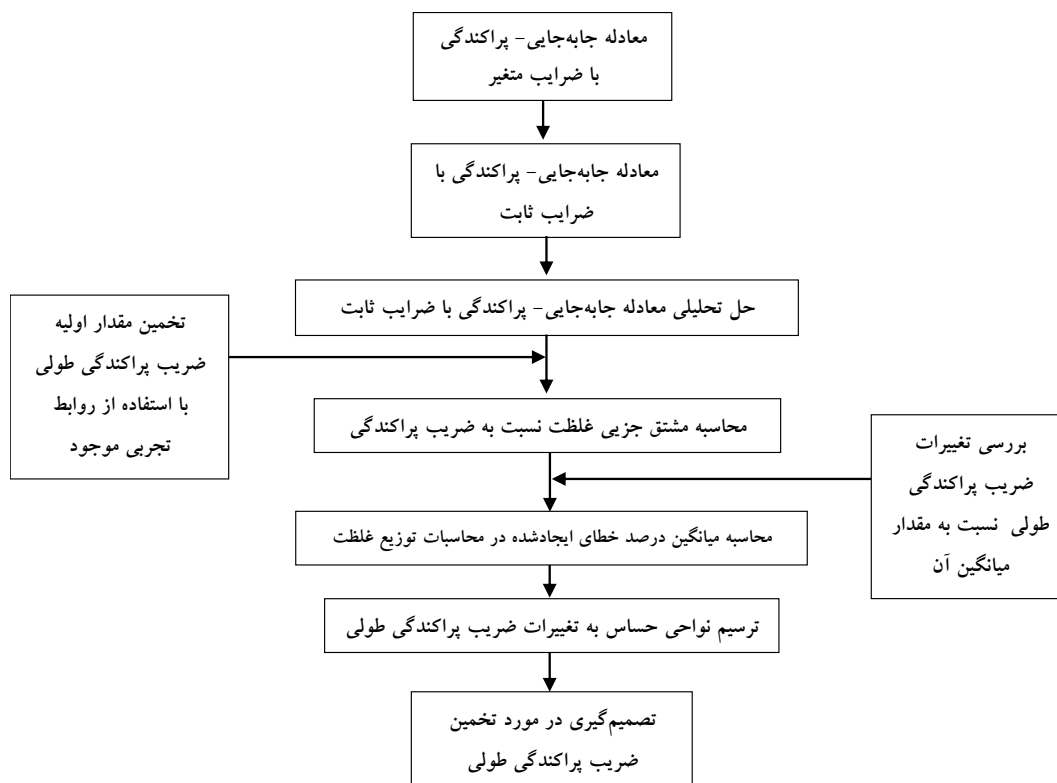 معادله جابه‌جایی- پراکندگی
با ضرایب متغیر
معادله جابه‌جایی- پراکندگی با
ضرایب ثابت
حل تحلیلی معادله جابه‌جایی- پراکندگی با ضرایب ثابت
تخمین مقدار اولیه
ضریب پراکندگی طولی
با استفاده از روابط
تجربی موجود
محاسبه مشتق جزیی غلظت نسبت به ضریب پراکندگی
بررسی تغییرات
ضریب پراکندگی
طولی نسبت به مقدار
میانگین آن
محاسبه میانگین درصد خطای ایجادشده در محاسبات توزیع غلظت
ترسیم نواحی حساس به تغییرات ضریب پراکندگی طولی
تصمیم‌گیری در مورد تخمین
ضریب پراکندگی طولی